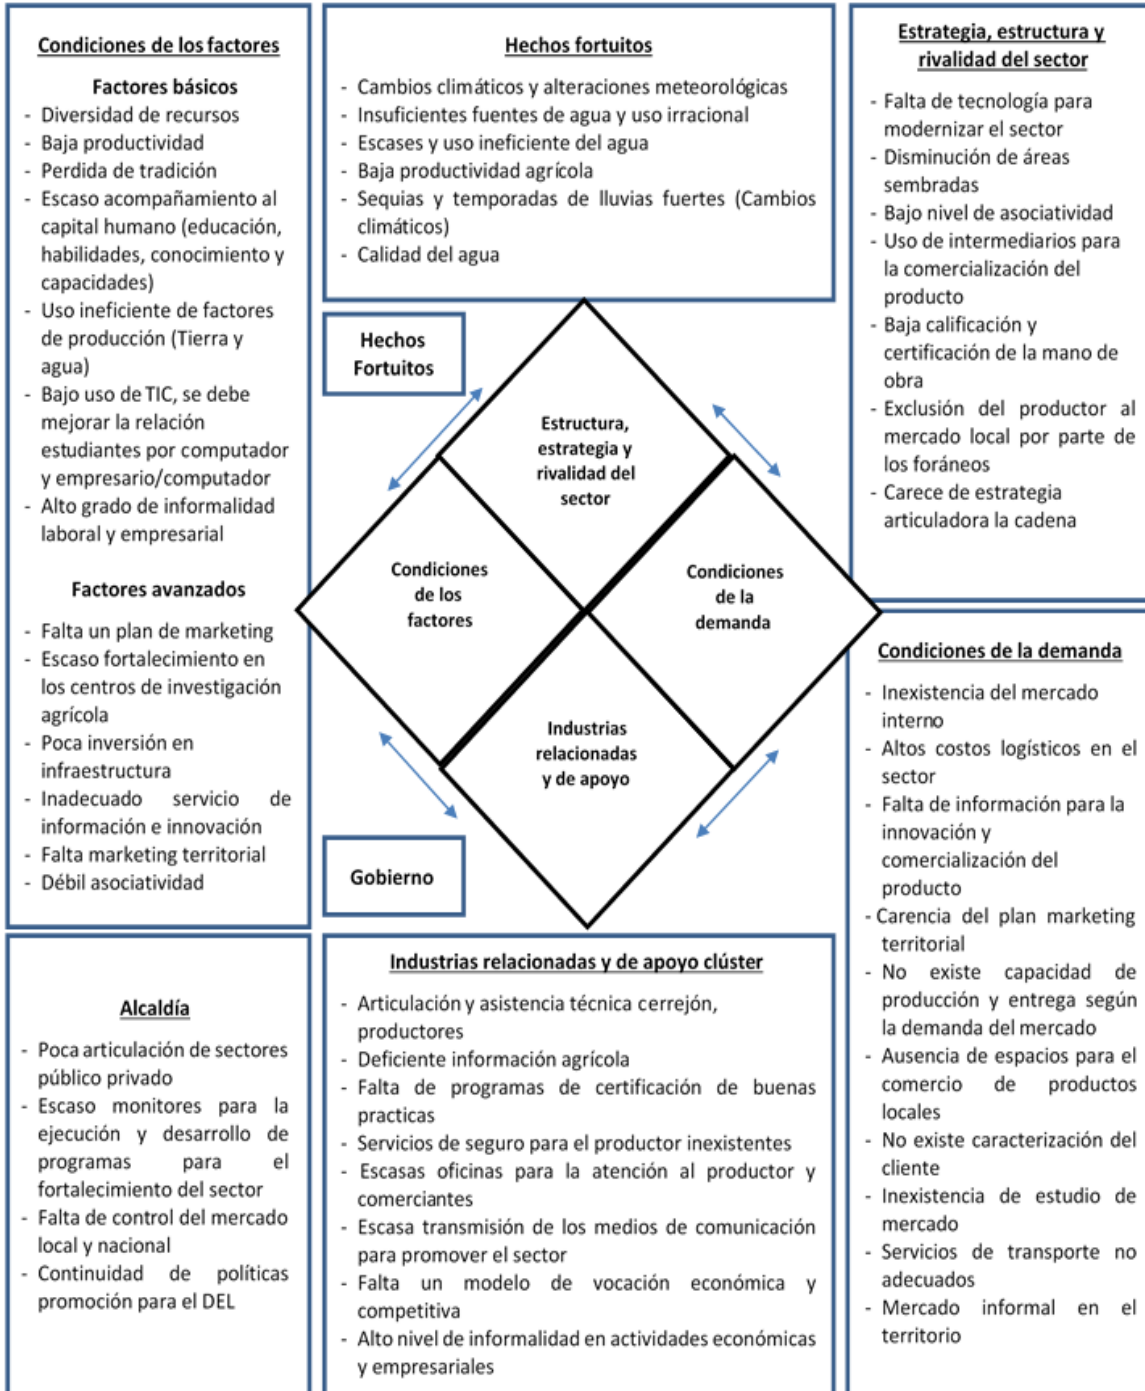 Condiciones de los factores
Factores básicos
- Diversidad de recursos
- Baja productividad
- Perdida de tradición
- Escaso acompañamiento al
capital humano (educación,
habilidades, conocimiento y
capacidades)
- Uso ineficiente de factores
de producción (Tierra y
agua)
- Bajo uso de TIC, se debe
mejorar la relación
estudiantes por computador
y empresario/computador
- Alto grado de informalidad
laboral y empresarial
Factores avanzados
- Falta un plan de marketing
- Escaso fortalecimiento en
los centros de investigación
agrícola
- Poca inversión en
infraestructura
- Inadecuado servicio de
información e innovación
- Falta marketing territorial
- Débil asociatividad
Hechos fortuitos
- Cambios climáticos y alteraciones meteorológicas
- Insuficientes fuentes de agua y uso irracional
- Escases y uso ineficiente del agua
- Baja productividad agrícola
- Sequias y temporadas de lluvias fuertes (Cambios
climáticos)
- Calidad del agua
Estrategia, estructura y
rivalidad del sector
- Falta de tecnología para
modernizar el sector
- Disminución de áreas
sembradas
- Bajo nivel de asociatividad
- Uso de intermediarios para
la comercialización del
producto
- Baja calificación y
certificación de la mano de
obra
- Exclusión del productor al
mercado local por parte de
los foráneos
- Carece de estrategia
articuladora la cadena
Hechos
Fortuitos
Estructura,
estrategia y
rivalidad del
sector
Condiciones
de los
factores
Condiciones
de la
demanda
Industrias
relacionadas
y de apoyo
Gobierno
Condiciones de la demanda
- Inexistencia del mercado
interno
- Altos costos logísticos en el
sector
- Falta de información para la
innovación y
comercialización del
producto
- Carencia del plan marketing
territorial
- No existe capacidad de
producción y entrega según
la demanda del mercado
- Ausencia de espacios para el
comercio de productos
locales
- No existe caracterización del
cliente
- Inexistencia de estudio de
mercado
- Servicios de transporte no
adecuados
- Mercado informal en el
territorio
Alcaldía
- Poca articulación de sectores
público privado
- Escaso monitores para la
ejecución y desarrollo de
programas para el
fortalecimiento del sector
- Falta de control del mercado
local y nacional
- Continuidad de políticas
promoción para el DEL
Industrias relacionadas y de apoyo clúster
- Articulación y asistencia técnica cerrejón,
productores
- Deficiente información agrícola
- Falta de programas de certificación de buenas
practicas
- Servicios de seguro para el productor inexistentes
- Escasas oficinas para la atención al productor y
comerciantes
- Escasa transmisión de los medios de comunicación
para promover el sector
- Falta un modelo de vocación económica y
competitiva
- Alto nivel de informalidad en actividades económicas
y empresariales